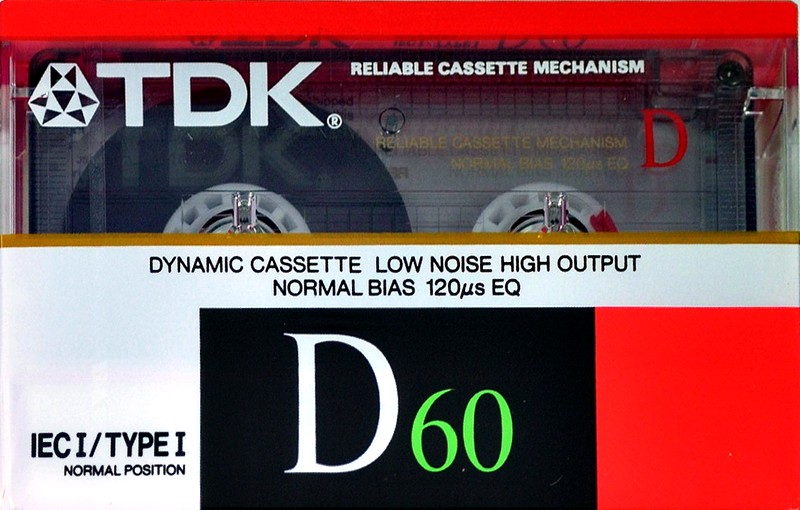 TDK®
RELIABLE CASSETTE MECHANISM
RELIABLE CASSETTE MECHANISM
NORMAL BIAS 120µs EQ
D
DYNAMIC CASSETTE LOW NOISE HIGH OUTPUT
NORMAL BIAS 120µs EQ
D60
IEC I/TYPE I
NORMAL POSITION